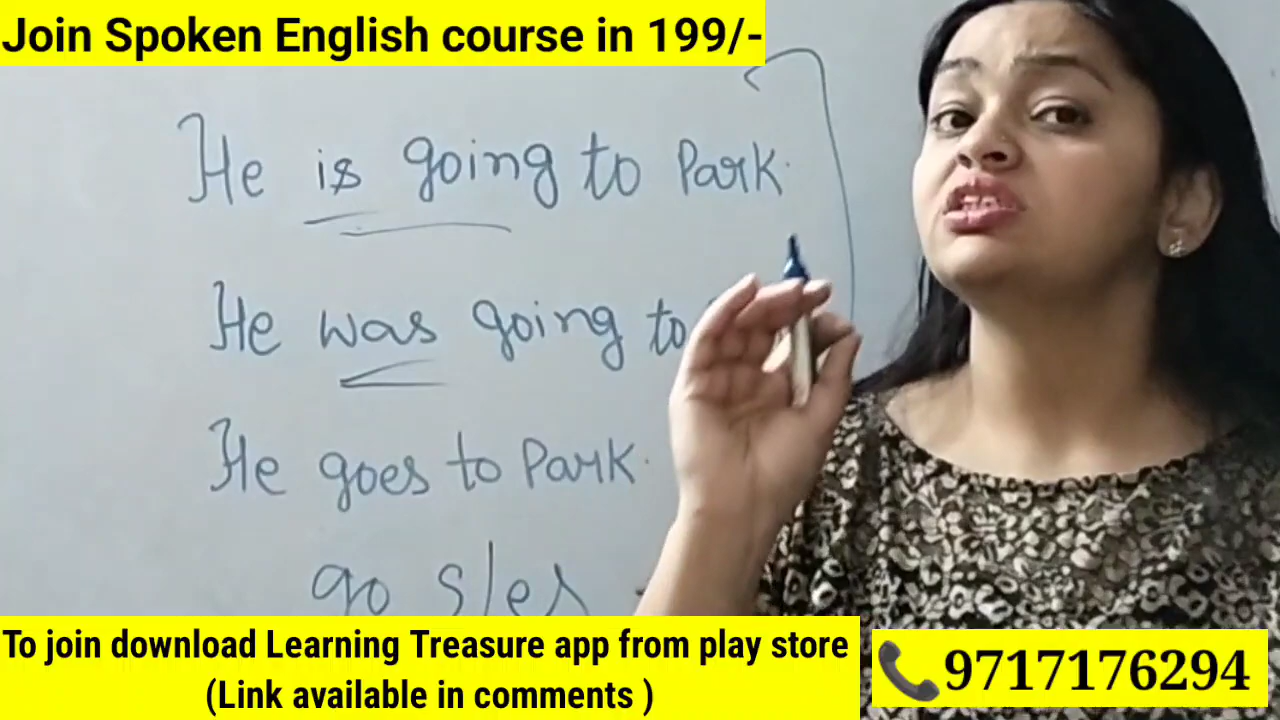 Join Spoken English course in 199/-
He is going to Park.
He was going to
He goes to Park.
go s/es
To join download Learning Treasure app from play store
(Link available in comments )
9717176294